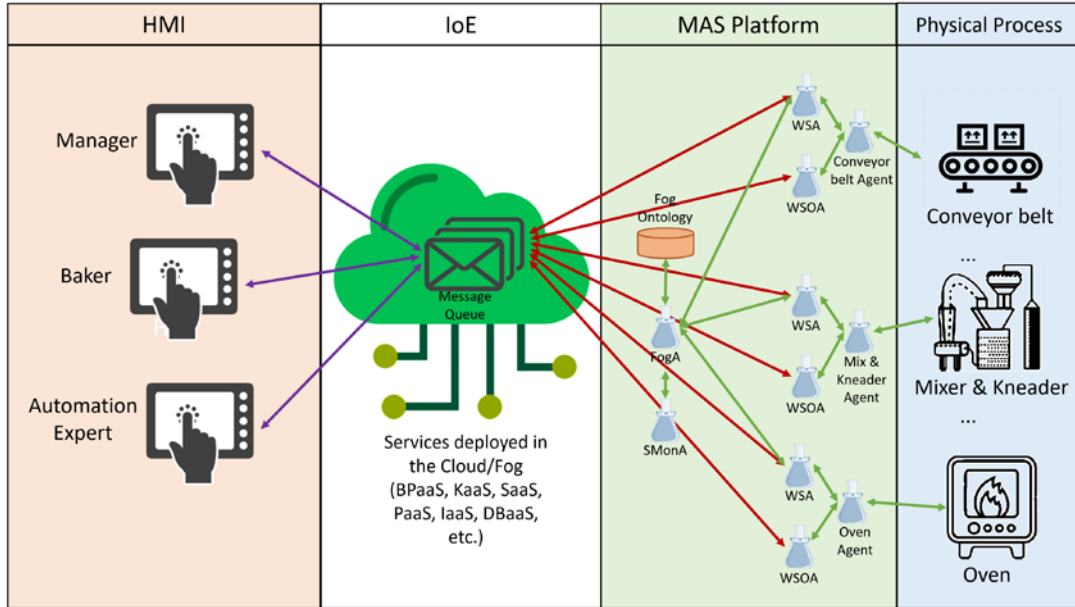 HMI
IoE
MAS Platform
Physical Process
Manager
Baker
Automation
Expert
Message
Queue
Services deployed in
the Cloud/Fog
(BPaaS, KaaS, SaaS,
PaaS, IaaS, DBaaS,
etc.)
Fog
Ontology
FogA
SMonA
WSA
WSOA
Conveyor
belt Agent
WSA
WSOA
Mix &
Kneader
Agent
WSA
WSOA
Oven
Agent
Conveyor belt
...
Mixer & Kneader
...
Oven